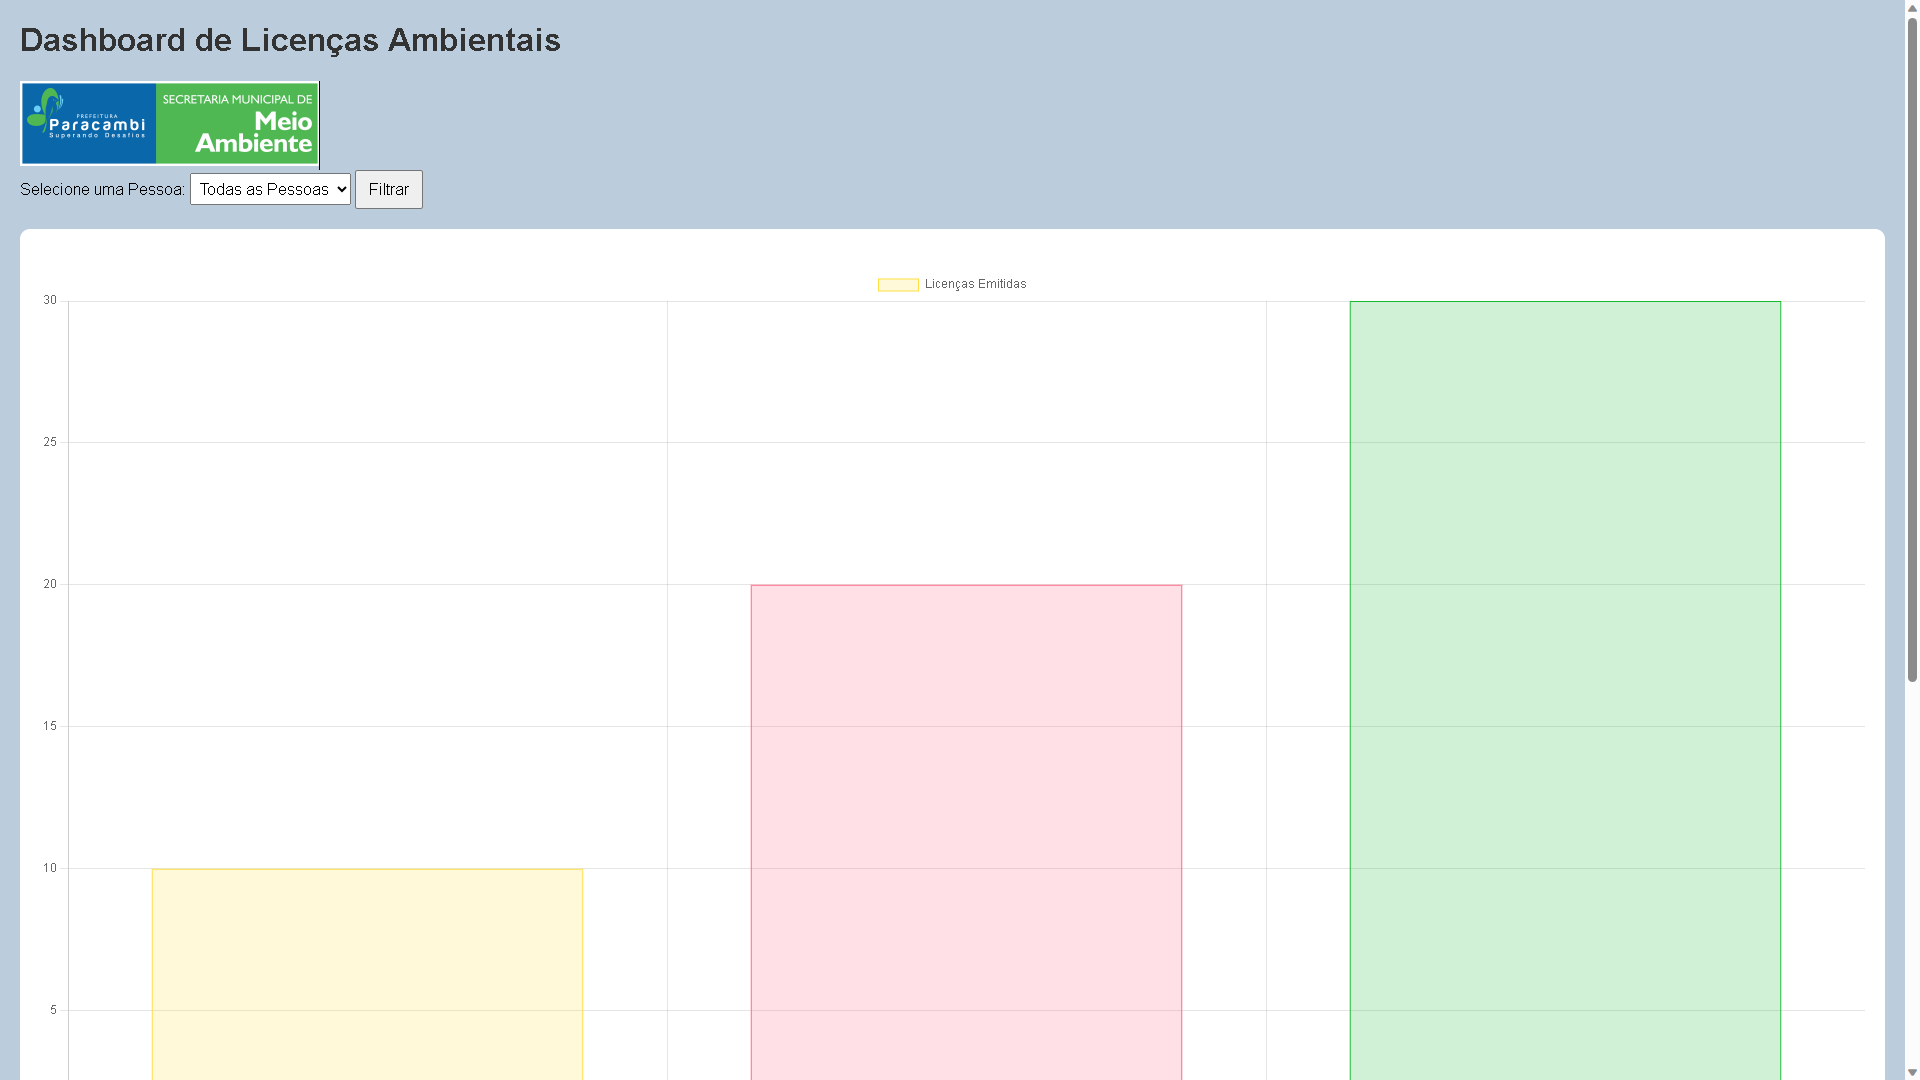 Dashboard de Licenças Ambientais
PREFEITURA
Paracambi
Superando Desafios
SECRETARIA MUNICIPAL DE
Meio
Ambiente
Selecione uma Pessoa: Todas as Pessoas Filtrar
Licenças Emitidas
30
25
20
15
10
5